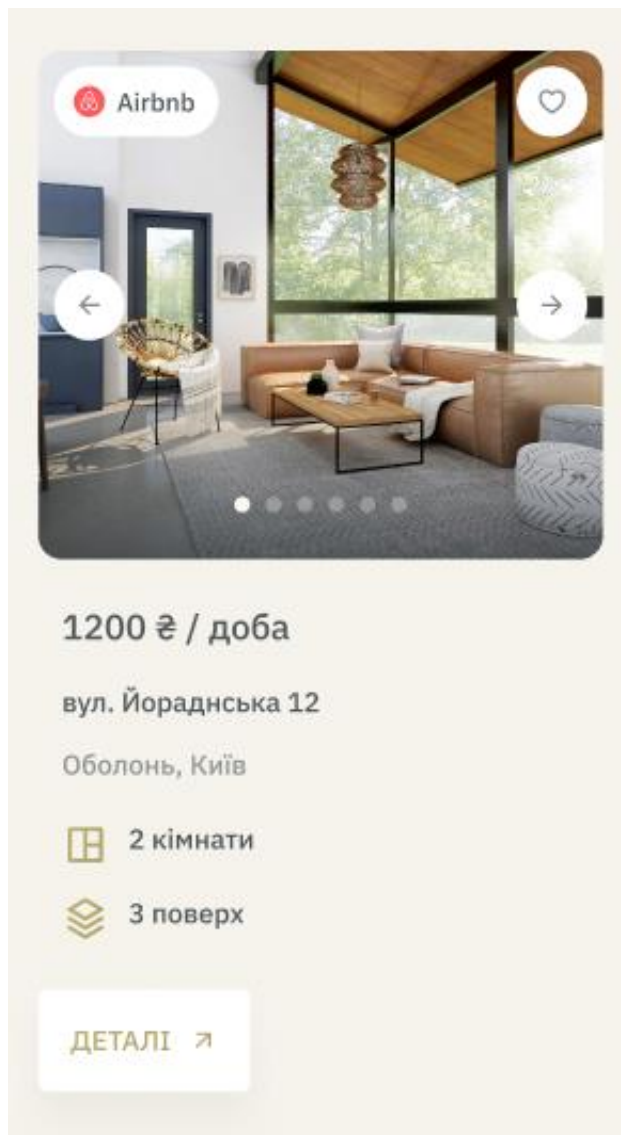 Airbnb
1200 ₴ / доба
вул. Йораднська 12
Оболонь, Київ
2 кімнати
3 поверх
ДЕТАЛІ